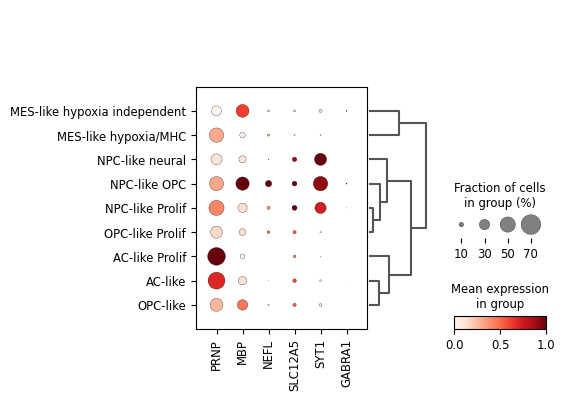 MES-like hypoxia independent
MES-like hypoxia/MHC
NPC-like neural
NPC-like OPC
NPC-like Prolif
OPC-like Prolif
AC-like Prolif
AC-like
OPC-like
PRNP
MBP
NEFL
SLC12A5
SYT1
GABRA1
Fraction of cells
in group (%)
10 30 50 70
Mean expression
in group
0.0 0.5 1.0